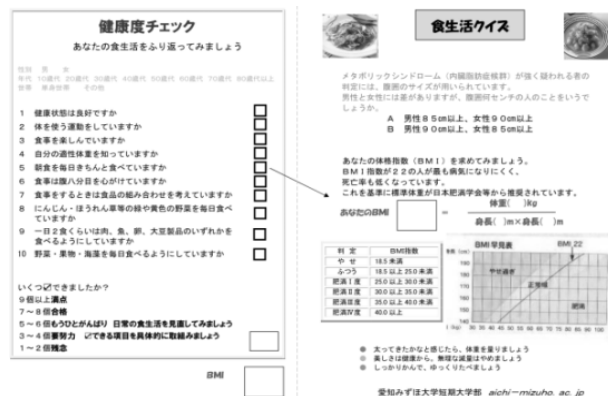 健康度チェック
あなたの食生活をふり返ってみましょう
性別 男 女
年代 10歳代 20歳代 30歳代 40歳代 50歳代 60歳代 70歳代 80歳代以上
世帯 単身世帯 その他
1 健康状態は良好ですか
2 体を使う運動をしていますか
3 食事を楽しんでいますか
4 自分の適性体重を知っていますか
5 朝食を毎日きちんと食べていますか
6 食事は腹八分目を心がけていますか
7 食事をするときは食品の組み合わせを考えていますか
8 にんじん・ほうれん草等の緑や黄色の野菜を毎日食べ
ていますか
9 一日2食くらいは肉、魚、卵、大豆製品のいずれかを
食べるようにしていますか
10 野菜・果物・海藻を毎日食べるようにしていますか
いくつ☑できましたか?
9個以上満点
7〜8個合格
5〜6個もうひとがんばり 日常の食生活を見直してみましょう
3〜4個要努力 ☑できる項目を具体的に取組みましょう
1〜2個残念
BMI
食生活クイズ
メタボリックシンドローム(内臓脂肪症候群)が強く疑われる者の
判定には、腹囲のサイズが用いられています。
男性と女性には差がありますが、腹囲何センチの人のことをいうで
しょうか。
A 男性85㎝以上、女性90㎝以上
B 男性90㎝以上、女性85㎝以上
あなたの体格指数(BMI)を求めてみましょう。
BMI指数が22の人が最も病気になりにくく、
死亡率も低くなっています。
これを基準に標準体重が日本肥満学会等から推奨されています。
あなたのBMI = 体重( )kg
身長( )m×身長( )m
判定 BMI指数
やせ 18.5 未満
ふつう 18.5 以上 25.0 未満
肥満Ⅰ度 25.0 以上 30.0 未満
肥満Ⅱ度 30.0 以上 35.0 未満
肥満Ⅲ度 35.0 以上 40.0 未満
肥満Ⅳ度 40.0 以上
BMI早見表 BMI 22
やせ過ぎ
正常域
肥満
30 35 40 45 50 55 60 65 70 75 80 85 90 95 100
太ってきたかなと感じたら、体重を量りましょう
美しさは健康から、無理な減量はやめましょう
しっかりかんで、ゆっくりたべましょう
愛知みずほ大学短期大学部 aichi-mizuho. ac. jp